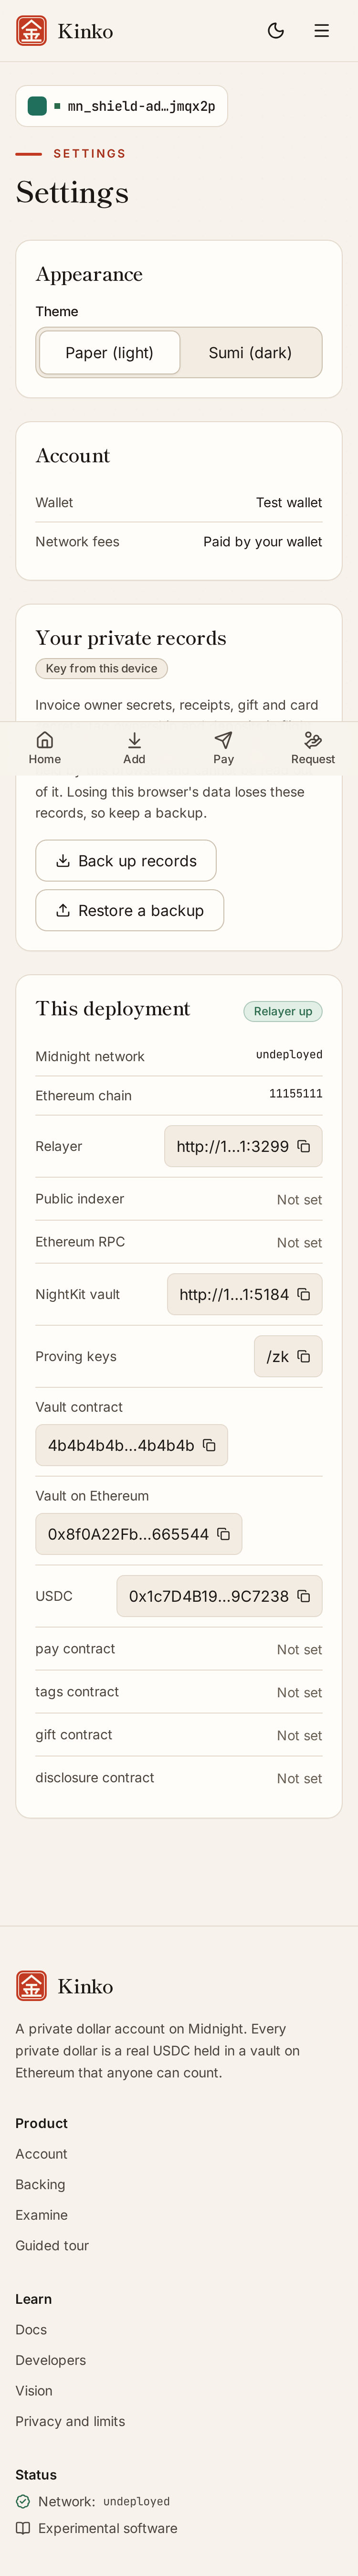 金 Kinko
mn_shield-ad…jmqx2p
SETTINGS
Settings
Appearance
Theme
Paper (light) Sumi (dark)
Account
Wallet Test wallet
Network fees Paid by your wallet
Your private records
Key from this device
Invoice owner secrets, receipts, gift and card
Home Add Pay Request
of it. Losing this browser's data loses these
records, so keep a backup.
Back up records
Restore a backup
This deployment Relayer up
Midnight network undeployed
Ethereum chain 11155111
Relayer http://1…1:3299
Public indexer Not set
Ethereum RPC Not set
NightKit vault http://1…1:5184
Proving keys /zk
Vault contract
4b4b4b4b…4b4b4b
Vault on Ethereum
0x8f0A22Fb…665544
USDC 0x1c7D4B19…9C7238
pay contract Not set
tags contract Not set
gift contract Not set
disclosure contract Not set
金 Kinko
A private dollar account on Midnight. Every
private dollar is a real USDC held in a vault on
Ethereum that anyone can count.
Product
Account
Backing
Examine
Guided tour
Learn
Docs
Developers
Vision
Privacy and limits
Status
Network: undeployed
Experimental software